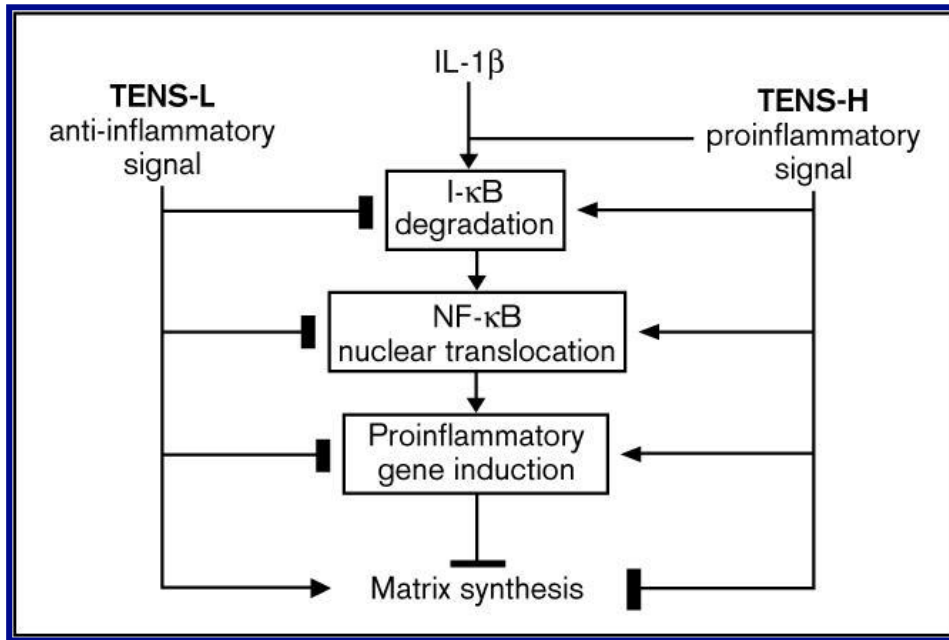 IL-1β
TENS-L
anti-inflammatory
signal
TENS-H
proinflammatory
signal
I-κB
degradation
NF-κB
nuclear translocation
Proinflammatory
gene induction
Matrix synthesis